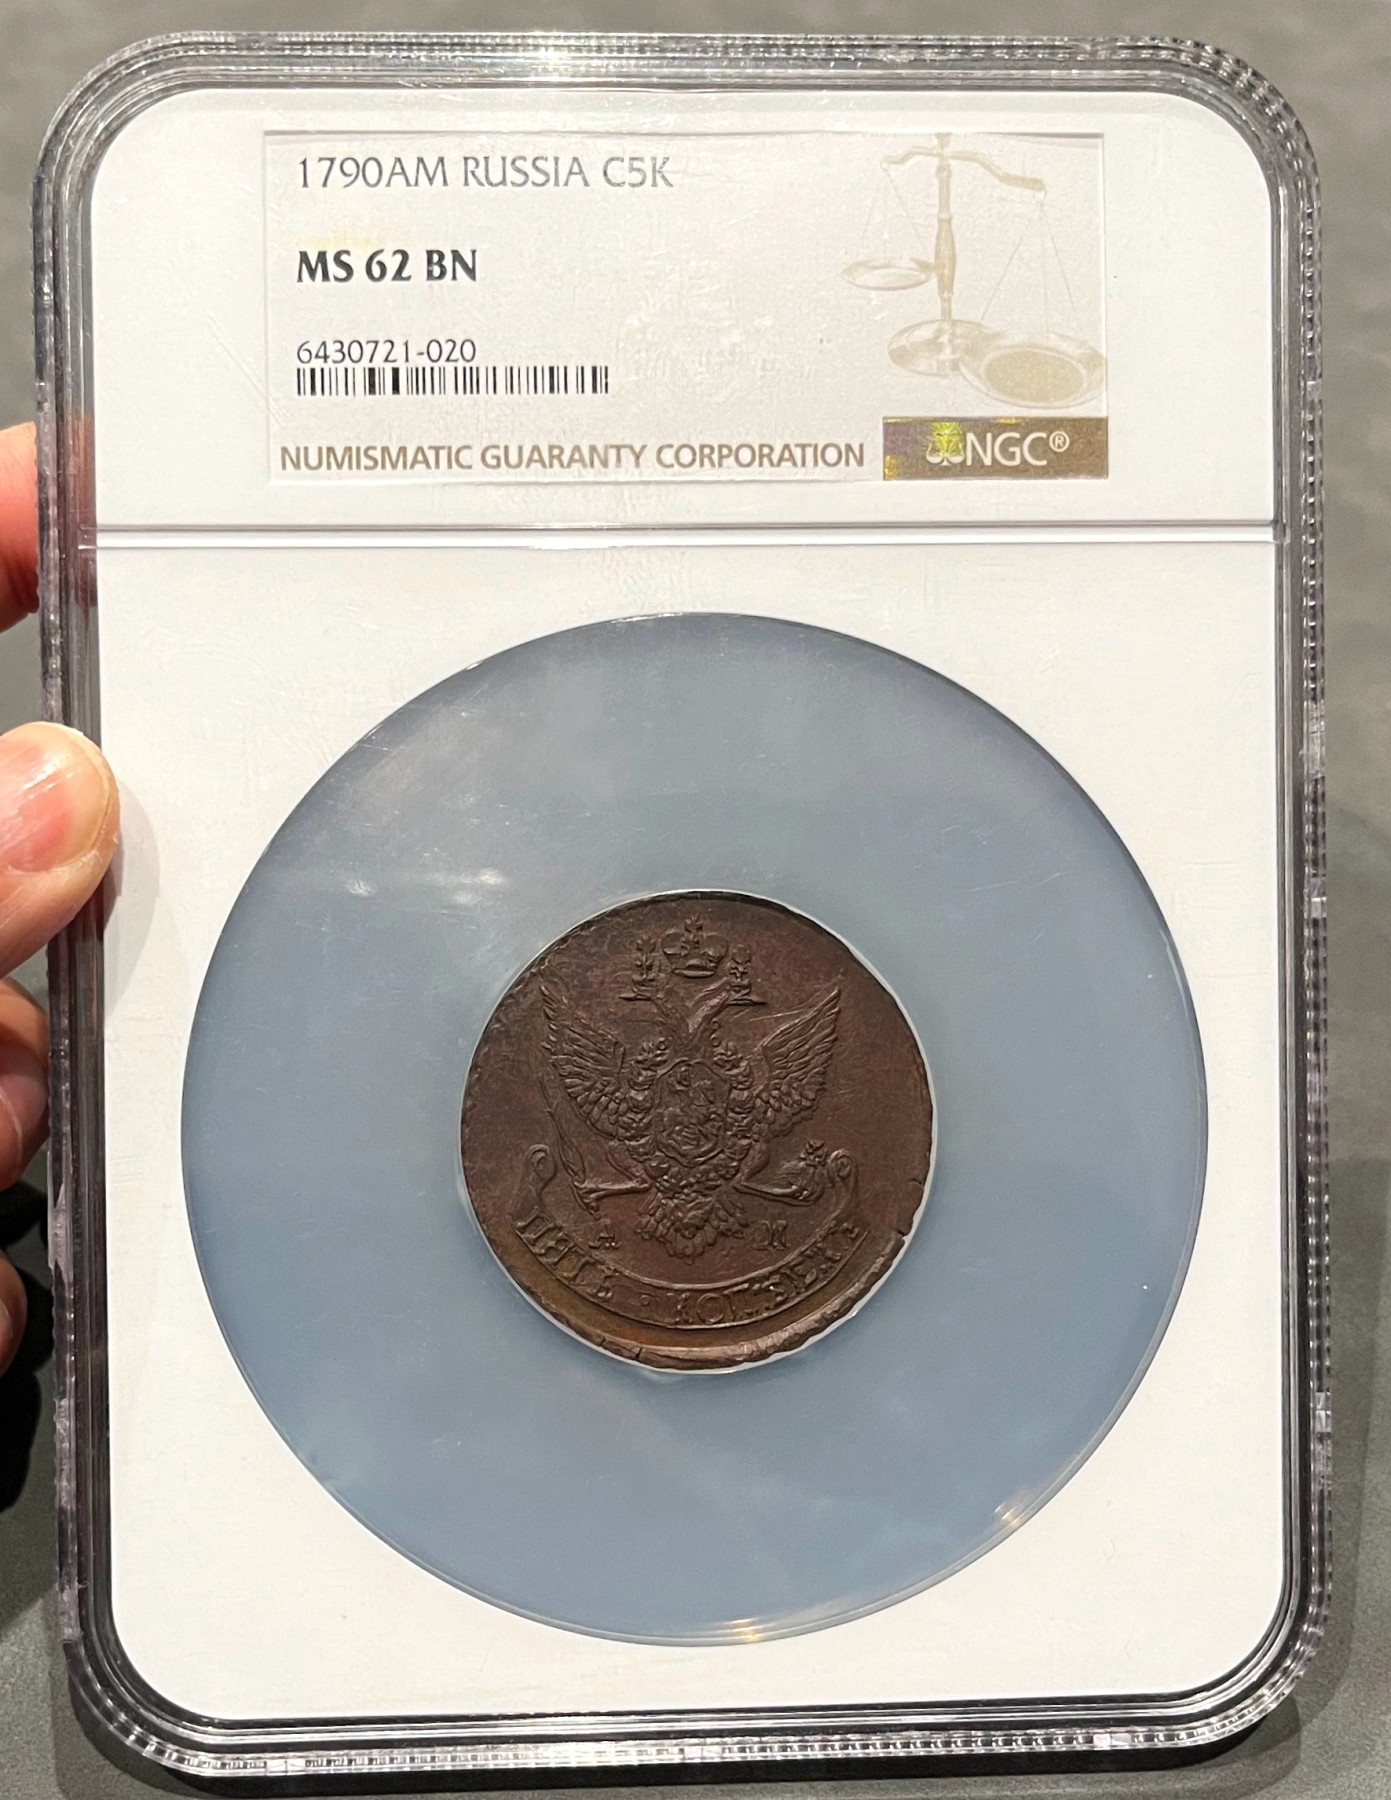 1790AM RUSSIA C5K
MS 62 BN
6430721-020
NUMISMATIC GUARANTY CORPORATION
NGC®
А М
ПЯТЬ КОПѢЕКЪ